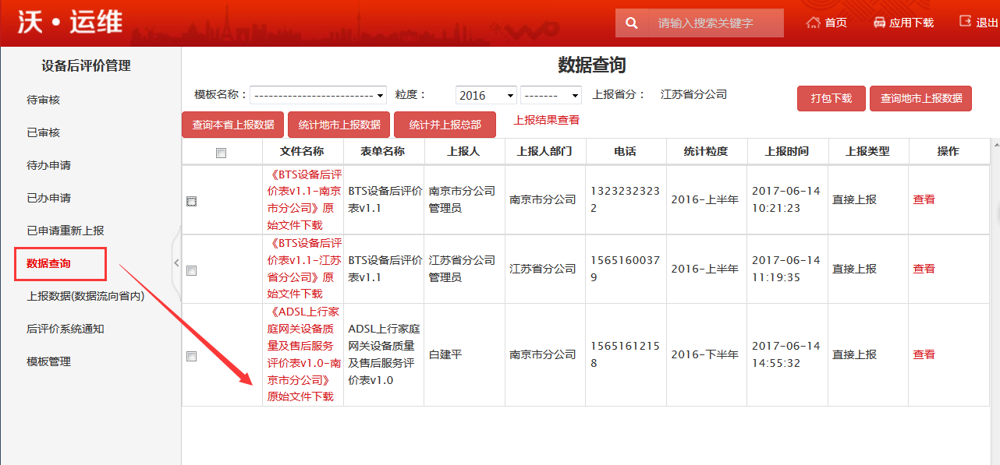 沃·运维
请输入搜索关键字
首页
应用下载
退出
设备后评价管理
待审核
已审核
待办申请
已办申请
已申请重新上报
数据查询
上报数据(数据流向省内)
后评价系统通知
模板管理
数据查询
模板名称： ------------------------- 粒度： 2016 ------- 上报省分： 江苏省分公司
打包下载 查询地市上报数据
查询本省上报数据 统计地市上报数据 统计并上报总部 上报结果查看
文件名称 表单名称 上报人 上报人部门 电话 统计粒度 上报时间 上报类型 操作
《BTS设备后评
价表v1.1-南京
市分公司》原
始文件下载
BTS设备后评价
表v1.1
南京市分公司
管理员
南京市分公司
1323232323
2
2016-上半年
2017-06-14
10:21:23
直接上报
查看
《BTS设备后评
价表v1.1-江苏
省分公司》原
始文件下载
BTS设备后评价
表v1.1
江苏省分公司
管理员
江苏省分公司
1565160037
9
2016-上半年
2017-06-14
11:19:35
直接上报
查看
《ADSL上行家
庭网关设备质
量及售后服务
评价表v1.0-南
京市分公司》
原始文件下载
ADSL上行家庭
网关设备质量
及售后服务评
价表v1.0
白建平
南京市分公司
1565161215
8
2016-下半年
2017-06-14
14:55:32
直接上报
查看